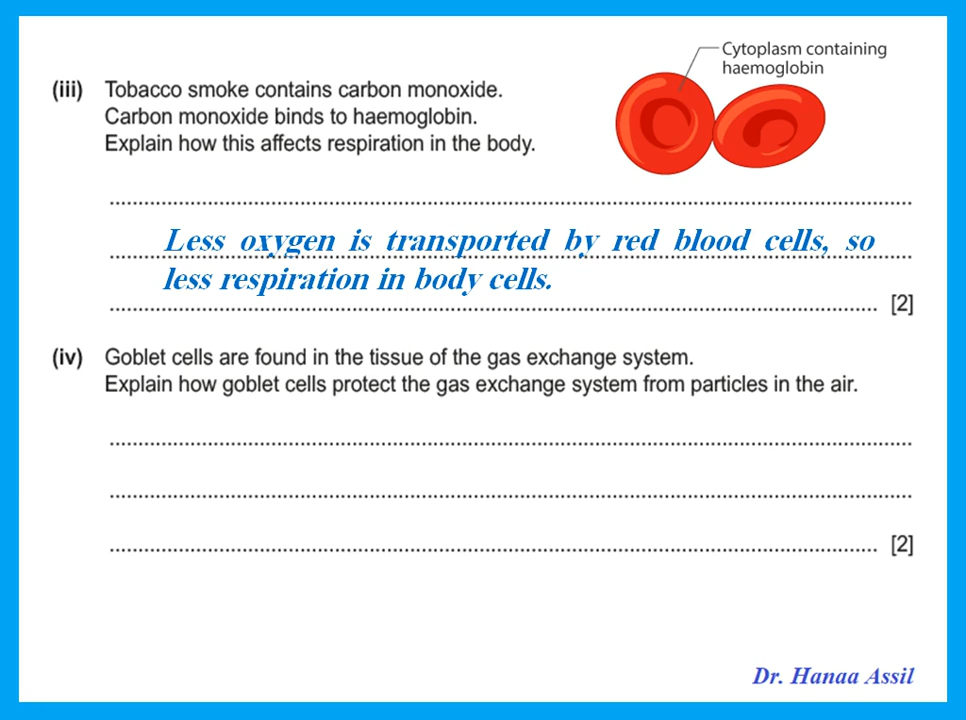 Cytoplasm containing
haemoglobin
(iii) Tobacco smoke contains carbon monoxide.
Carbon monoxide binds to haemoglobin.
Explain how this affects respiration in the body.
Less oxygen is transported by red blood cells, so
less respiration in body cells.
[2]
(iv) Goblet cells are found in the tissue of the gas exchange system.
Explain how goblet cells protect the gas exchange system from particles in the air.
[2]
Dr. Hanaa Assil